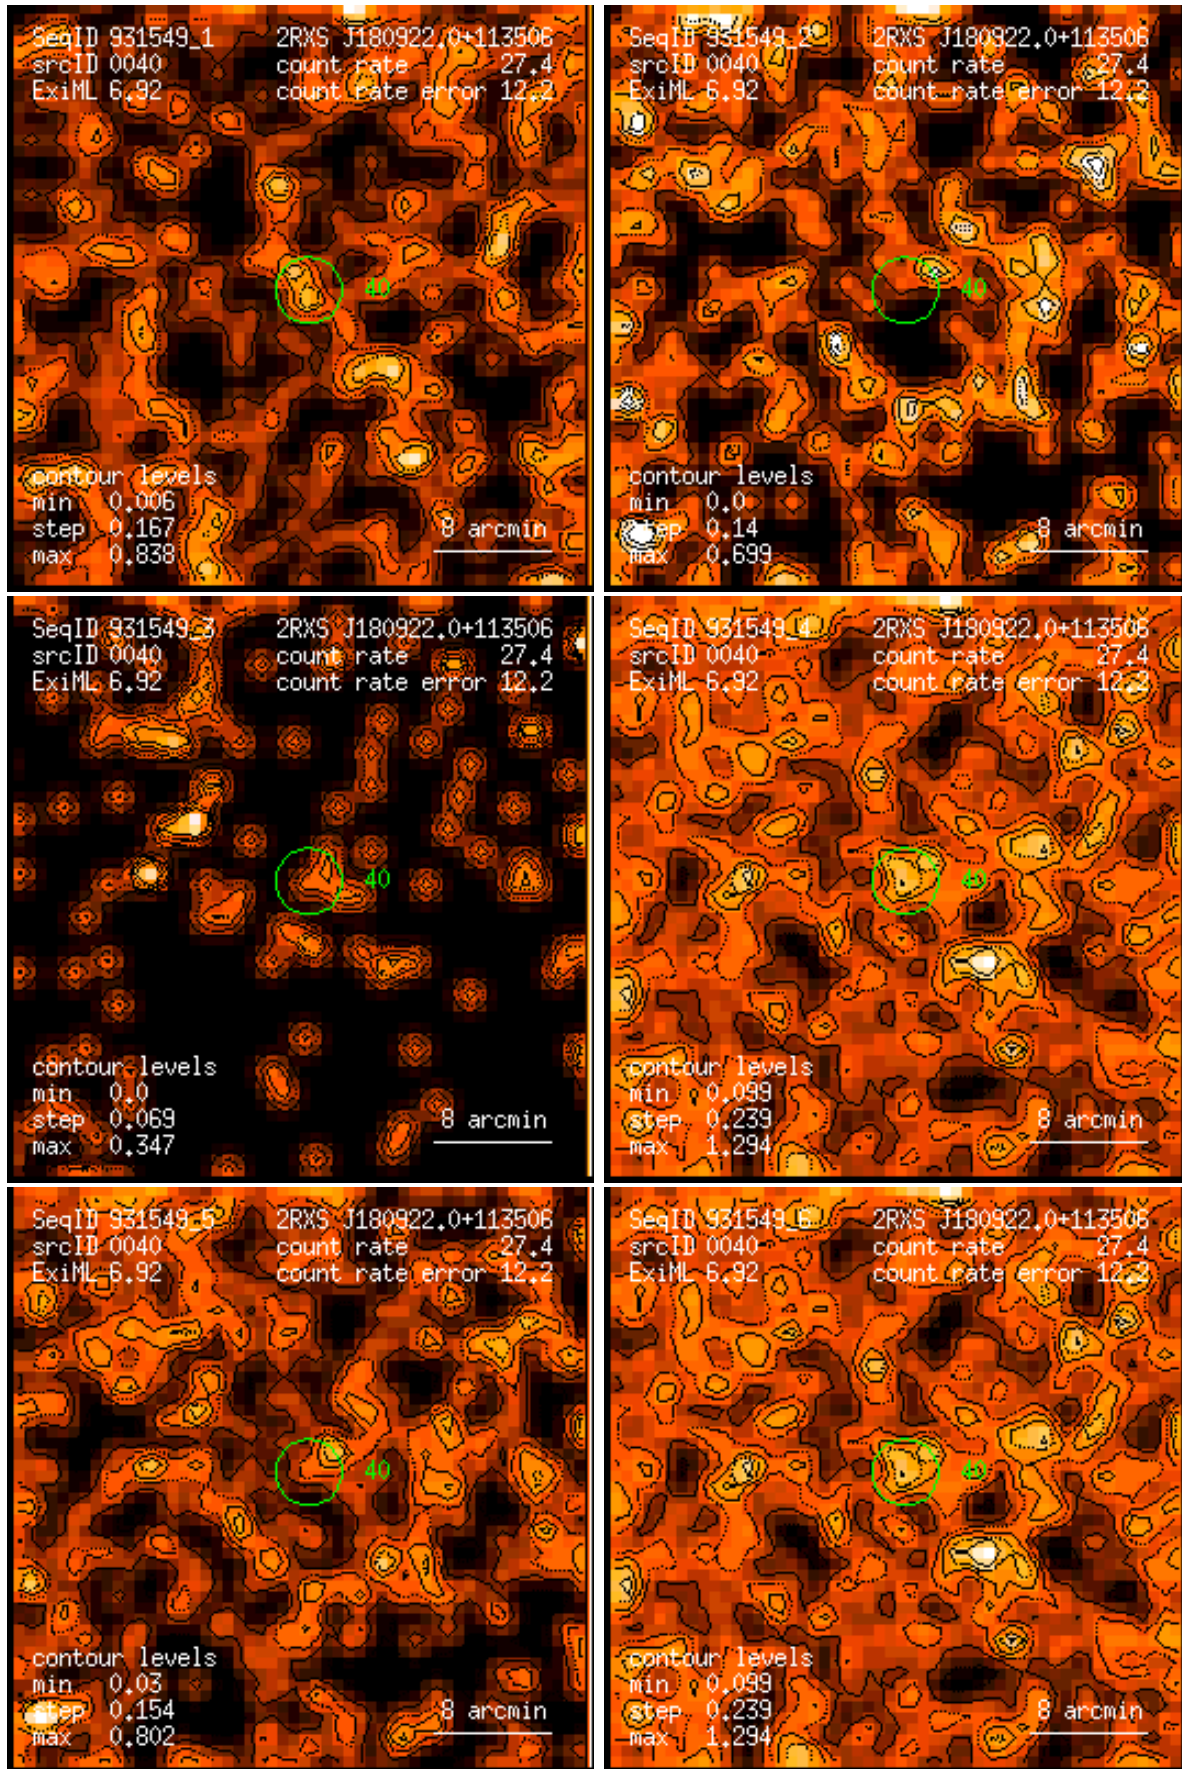 SeqID 931549_1 2RXS J180922.0+113506
srcID 0040 count rate 27.4
ExiML 6.92 count rate error 12.2
40
contour levels
min 0.006
step 0.167 8 arcmin
max 0.838
SeqID 931549_2 2RXS J180922.0+113506
srcID 0040 count rate 27.4
ExiML 6.92 count rate error 12.2
40
contour levels
min 0.0
step 0.14 8 arcmin
max 0.699
SeqID 931549_3 2RXS J180922.0+113506
srcID 0040 count rate 27.4
ExiML 6.92 count rate error 12.2
40
contour levels
min 0.0
step 0.069 8 arcmin
max 0.347
SeqID 931549_4 2RXS J180922.0+113506
srcID 0040 count rate 27.4
ExiML 6.92 count rate error 12.2
40
contour levels
min 0.099
step 0.239 8 arcmin
max 1.294
SeqID 931549_5 2RXS J180922.0+113506
srcID 0040 count rate 27.4
ExiML 6.92 count rate error 12.2
40
contour levels
min 0.03
step 0.154 8 arcmin
max 0.802
SeqID 931549_6 2RXS J180922.0+113506
srcID 0040 count rate 27.4
ExiML 6.92 count rate error 12.2
40
contour levels
min 0.099
step 0.239 8 arcmin
max 1.294